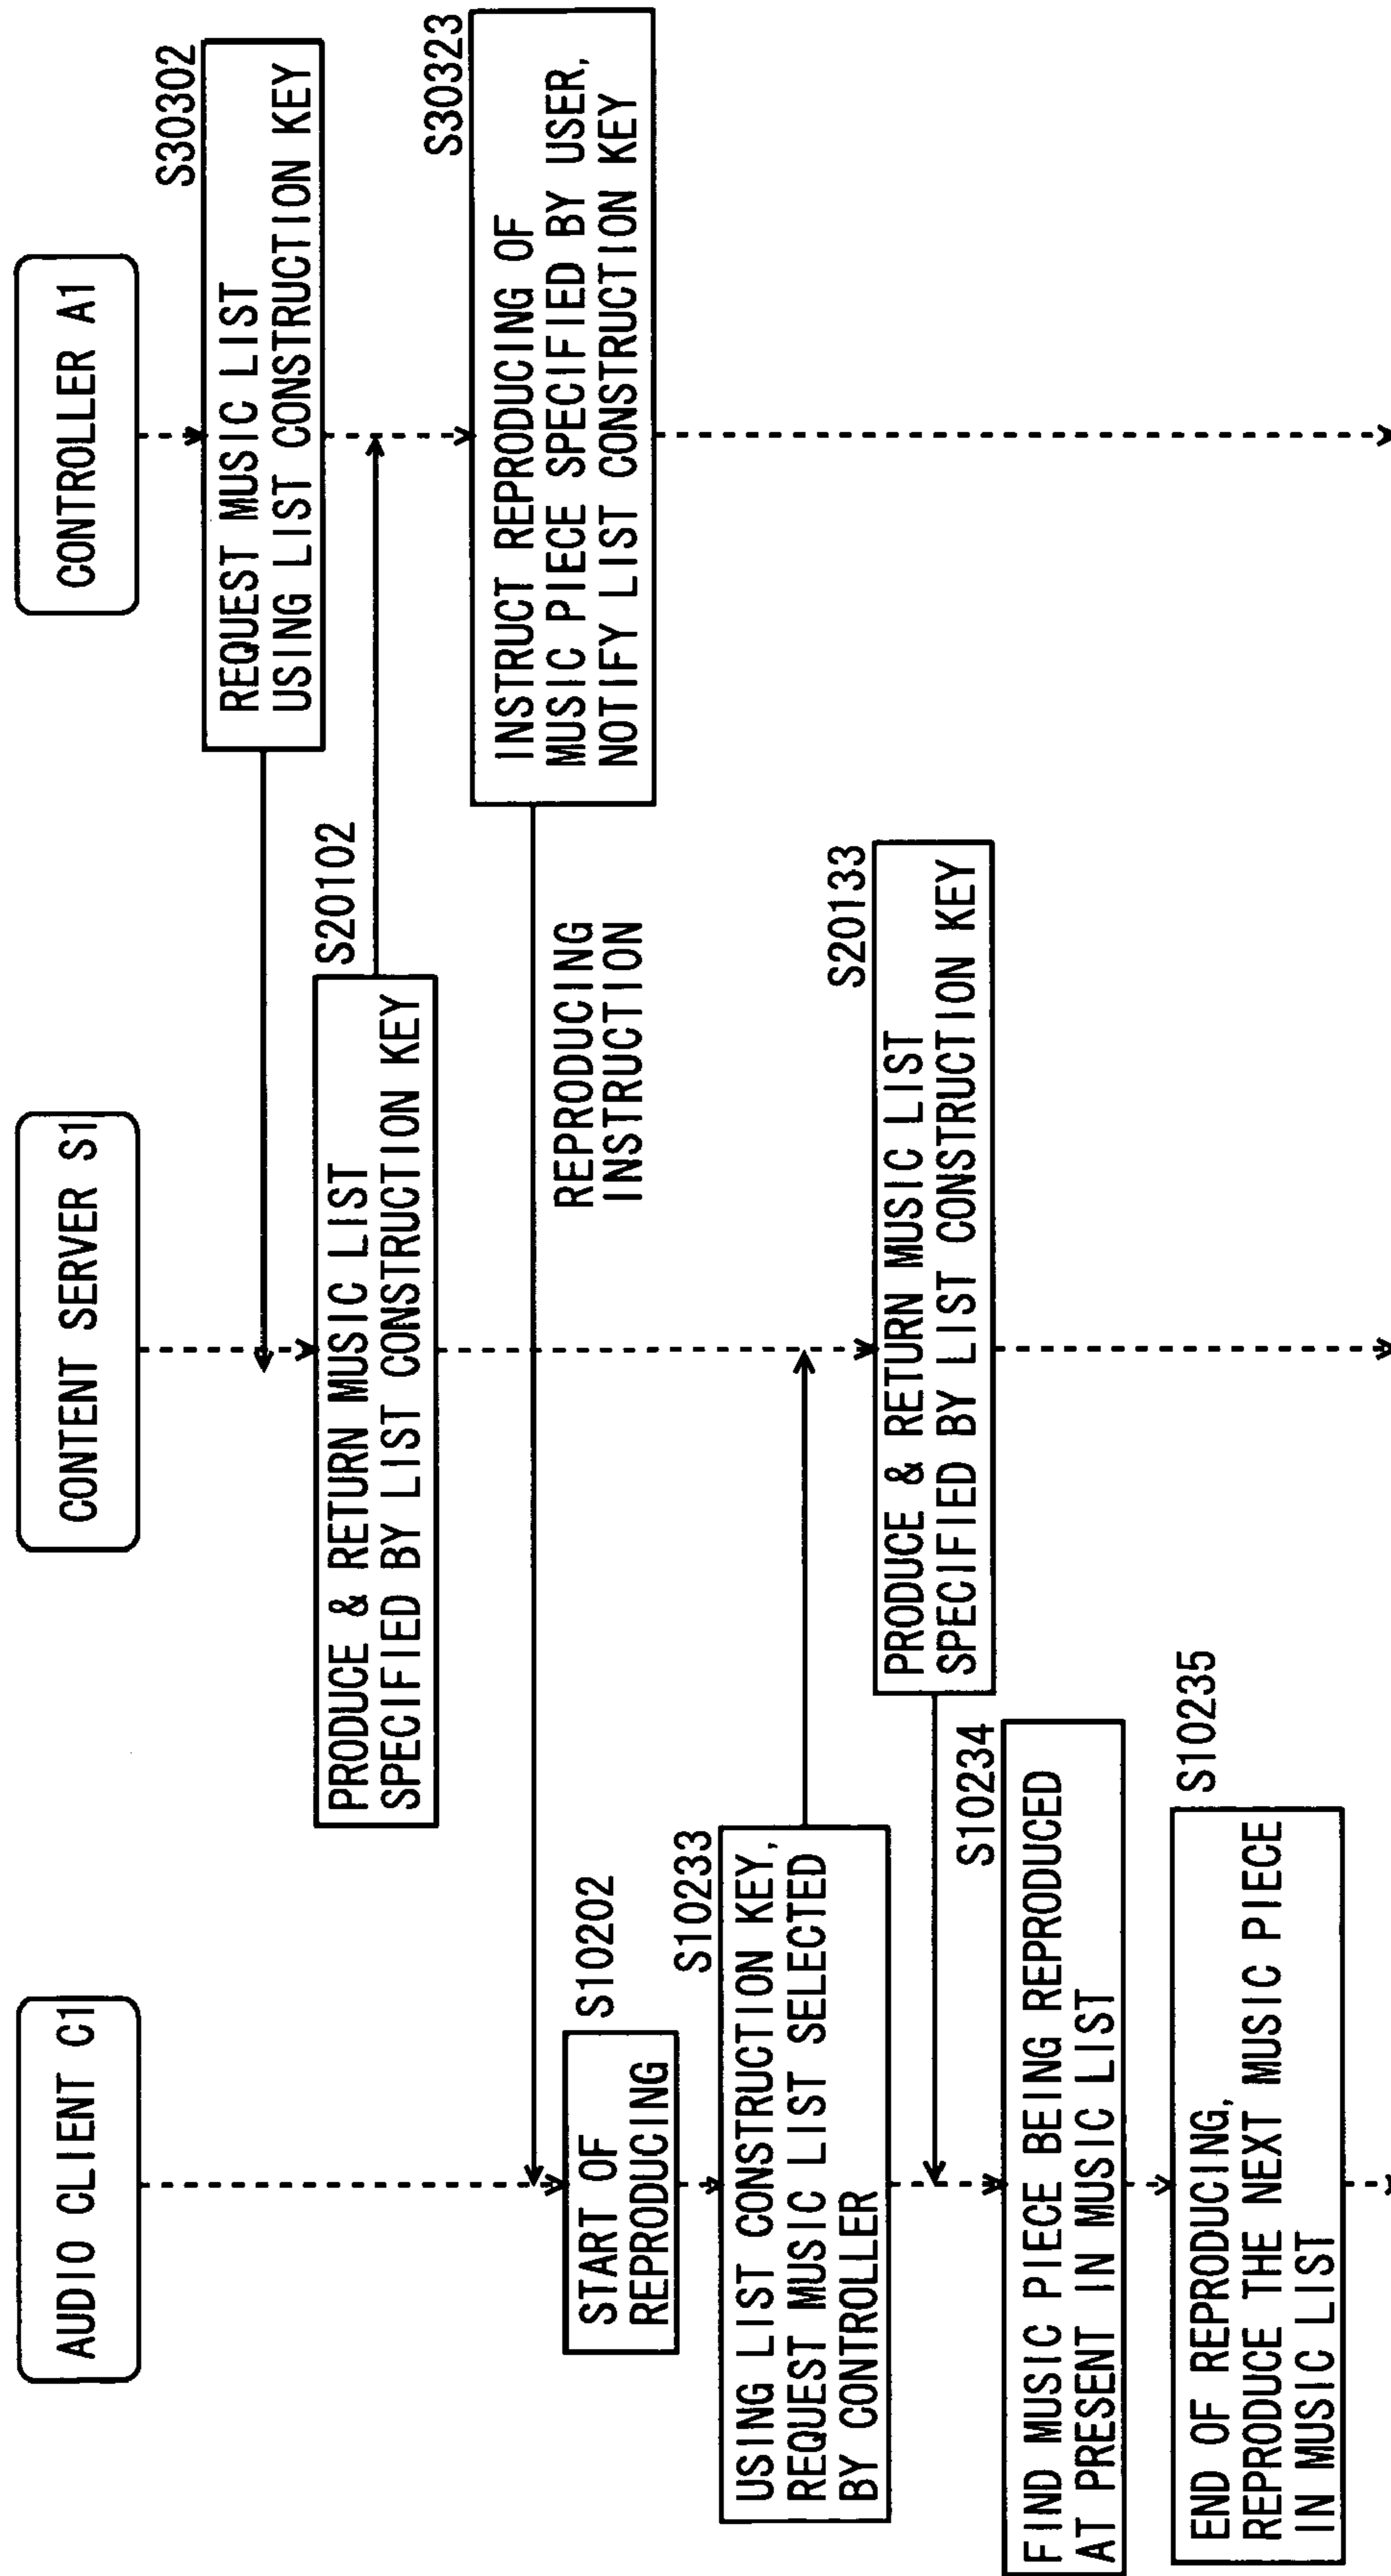 AUDIO CLIENT C1
CONTENT SERVER S1
CONTROLLER A1
S30302
REQUEST MUSIC LIST
USING LIST CONSTRUCTION KEY
S20102
PRODUCE & RETURN MUSIC LIST
SPECIFIED BY LIST CONSTRUCTION KEY
S30323
INSTRUCT REPRODUCING OF
MUSIC PIECE SPECIFIED BY USER,
NOTIFY LIST CONSTRUCTION KEY
REPRODUCING
INSTRUCTION
S10202
START OF
REPRODUCING
S10233
USING LIST CONSTRUCTION KEY,
REQUEST MUSIC LIST SELECTED
BY CONTROLLER
S20133
PRODUCE & RETURN MUSIC LIST
SPECIFIED BY LIST CONSTRUCTION KEY
S10234
FIND MUSIC PIECE BEING REPRODUCED
AT PRESENT IN MUSIC LIST
S10235
END OF REPRODUCING,
REPRODUCE THE NEXT MUSIC PIECE
IN MUSIC LIST